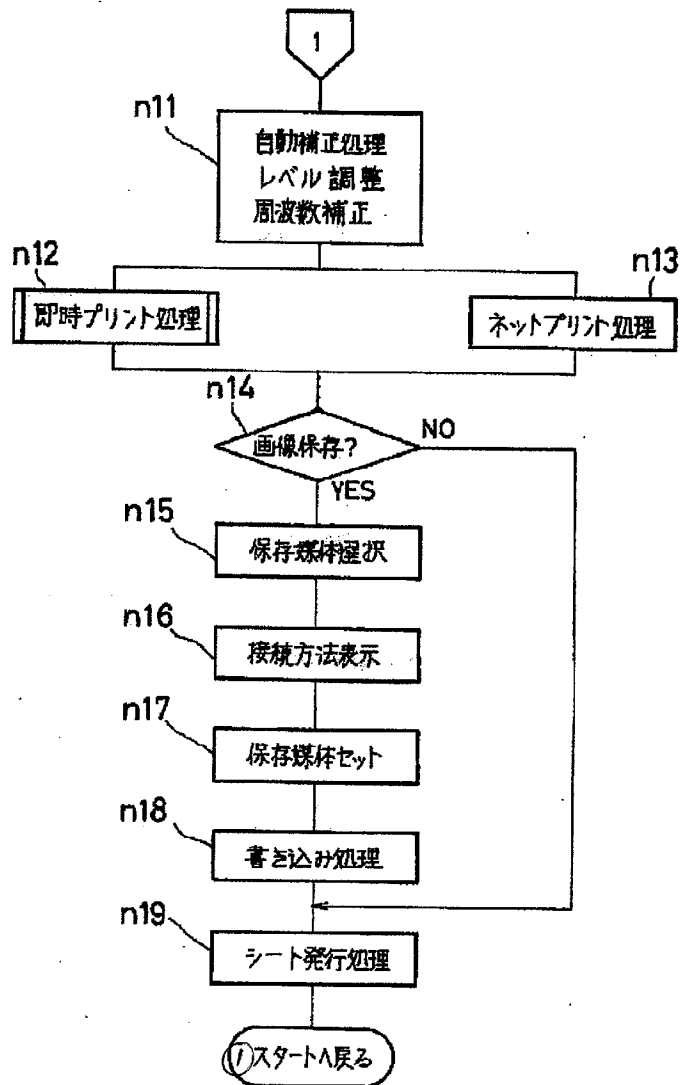 1
n11
自動補正処理
レベル調整
周波数補正
n12
即時プリント処理
n13
ネットプリント処理
n14
画像保存?
NO
YES
n15
保存媒体選択
n16
接続方法表示
n17
保存媒体セット
n18
書き込み処理
n19
シート発行処理
①スタートへ戻る